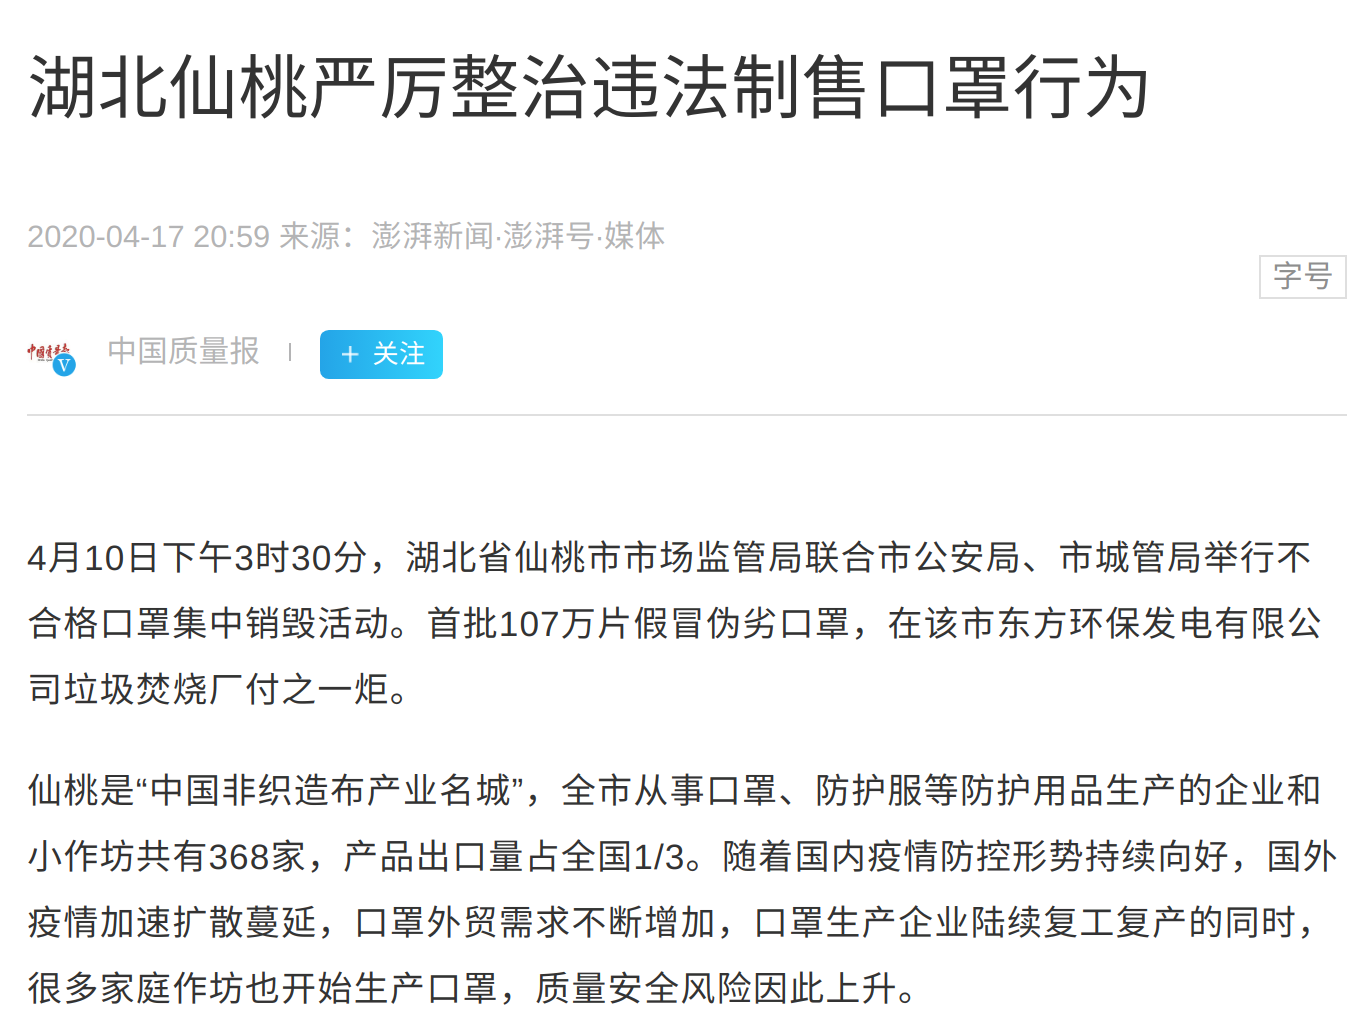 湖北仙桃严厉整治违法制售口罩行为
2020-04-17 20:59 来源：澎湃新闻·澎湃号·媒体
字号
中国质量报
V
+ 关注
4月10日下午3时30分，湖北省仙桃市市场监管局联合市公安局、市城管局举行不
合格口罩集中销毁活动。首批107万片假冒伪劣口罩，在该市东方环保发电有限公
司垃圾焚烧厂付之一炬。
仙桃是“中国非织造布产业名城”，全市从事口罩、防护服等防护用品生产的企业和
小作坊共有368家，产品出口量占全国1/3。随着国内疫情防控形势持续向好，国外
疫情加速扩散蔓延，口罩外贸需求不断增加，口罩生产企业陆续复工复产的同时，
很多家庭作坊也开始生产口罩，质量安全风险因此上升。